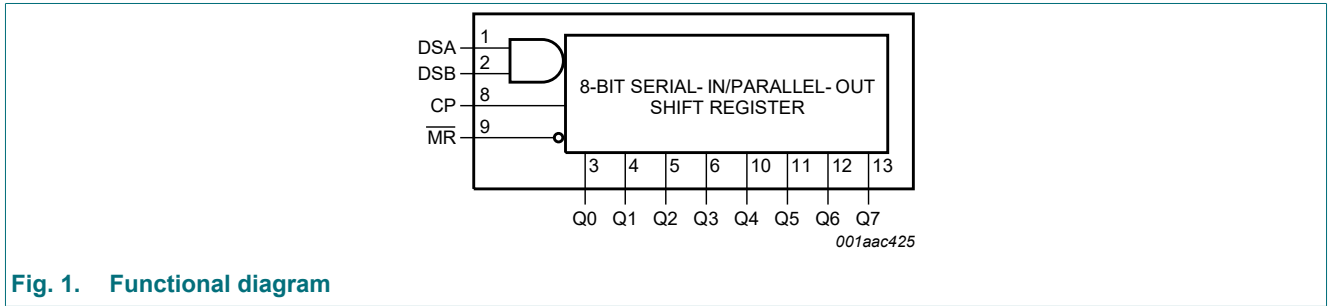 DSA 1
DSB 2
CP 8
MR 9
8-BIT SERIAL- IN/PARALLEL- OUT
SHIFT REGISTER
3 4 5 6 10 11 12 13
Q0 Q1 Q2 Q3 Q4 Q5 Q6 Q7
001aac425
Fig. 1. Functional diagram